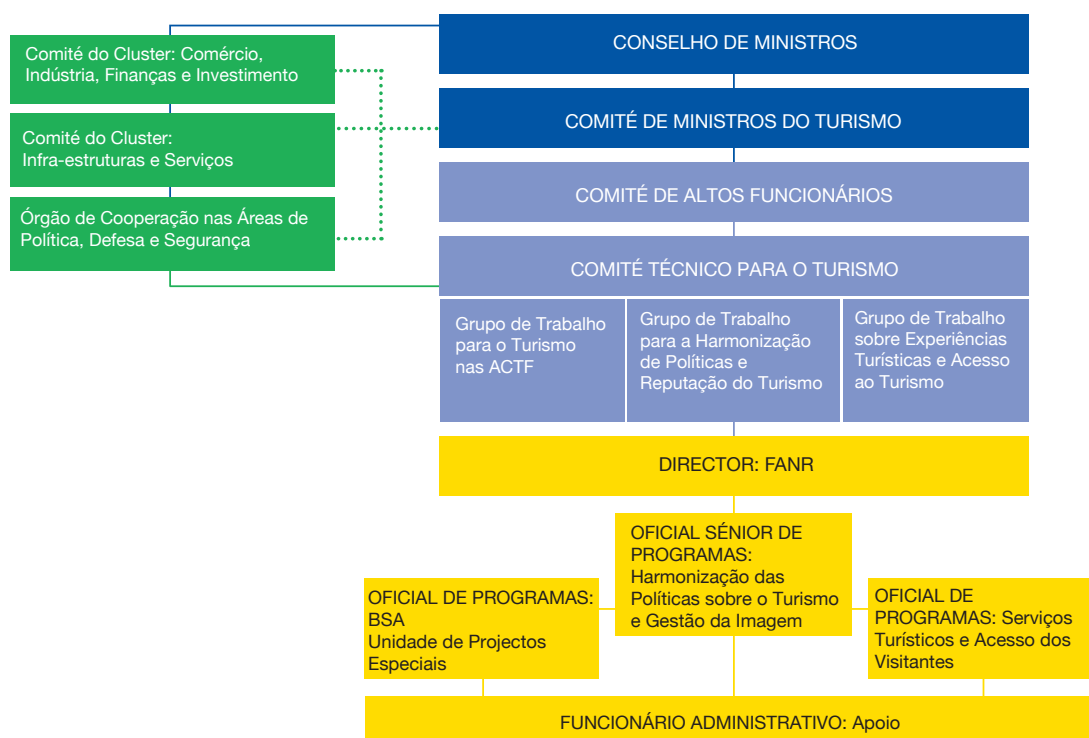 Comité do Cluster: Comércio,
Indústria, Finanças e Investimento
Comité do Cluster:
Infra-estruturas e Serviços
Órgão de Cooperação nas Áreas de
Política, Defesa e Segurança
CONSELHO DE MINISTROS
COMITÉ DE MINISTROS DO TURISMO
COMITÉ DE ALTOS FUNCIONÁRIOS
COMITÉ TÉCNICO PARA O TURISMO
Grupo de Trabalho
para o Turismo
nas ACTF
Grupo de Trabalho
para a Harmonização
de Políticas e
Reputação do Turismo
Grupo de Trabalho
sobre Experiências
Turísticas e Acesso
ao Turismo
DIRECTOR: FANR
OFICIAL SÉNIOR DE
PROGRAMAS:
Harmonização das
Políticas sobre o Turismo
e Gestão da Imagem
OFICIAL DE PROGRAMAS:
BSA
Unidade de Projectos
Especiais
OFICIAL DE
PROGRAMAS: Serviços
Turísticos e Acesso dos
Visitantes
FUNCIONÁRIO ADMINISTRATIVO: Apoio